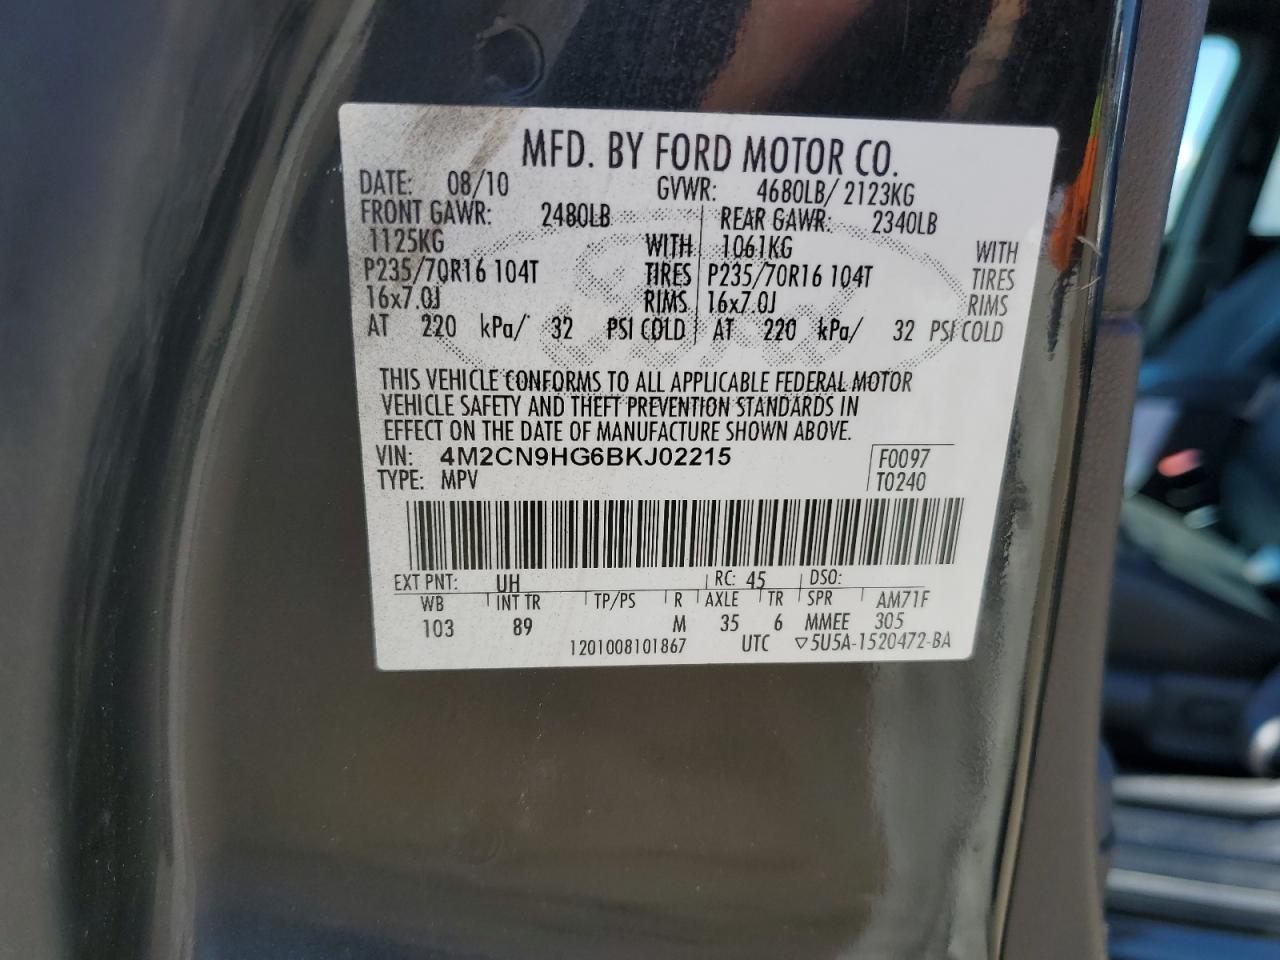 MFD. BY FORD MOTOR CO.
DATE: 08/10 GVWR: 4680LB/ 2123KG
FRONT GAWR: 2480LB REAR GAWR: 2340LB
1125KG WITH 1061KG WITH
P235/70R16 104T TIRES P235/70R16 104T TIRES
16x7.0J RIMS 16x7.0J RIMS
AT 220 kPa/ 32 PSI COLD AT 220 kPa/ 32 PSI COLD
THIS VEHICLE CONFORMS TO ALL APPLICABLE FEDERAL MOTOR
VEHICLE SAFETY AND THEFT PREVENTION STANDARDS IN
EFFECT ON THE DATE OF MANUFACTURE SHOWN ABOVE.
VIN: 4M2CN9HG6BKJ02215 F0097
TYPE: MPV T0240
EXT PNT: UH RC: 45 DSO:
WB INT TR TP/PS R AXLE TR SPR AM71F
103 89 M 35 6 MMEE 305
1201008101867 UTC ▽5U5A-1520472-BA